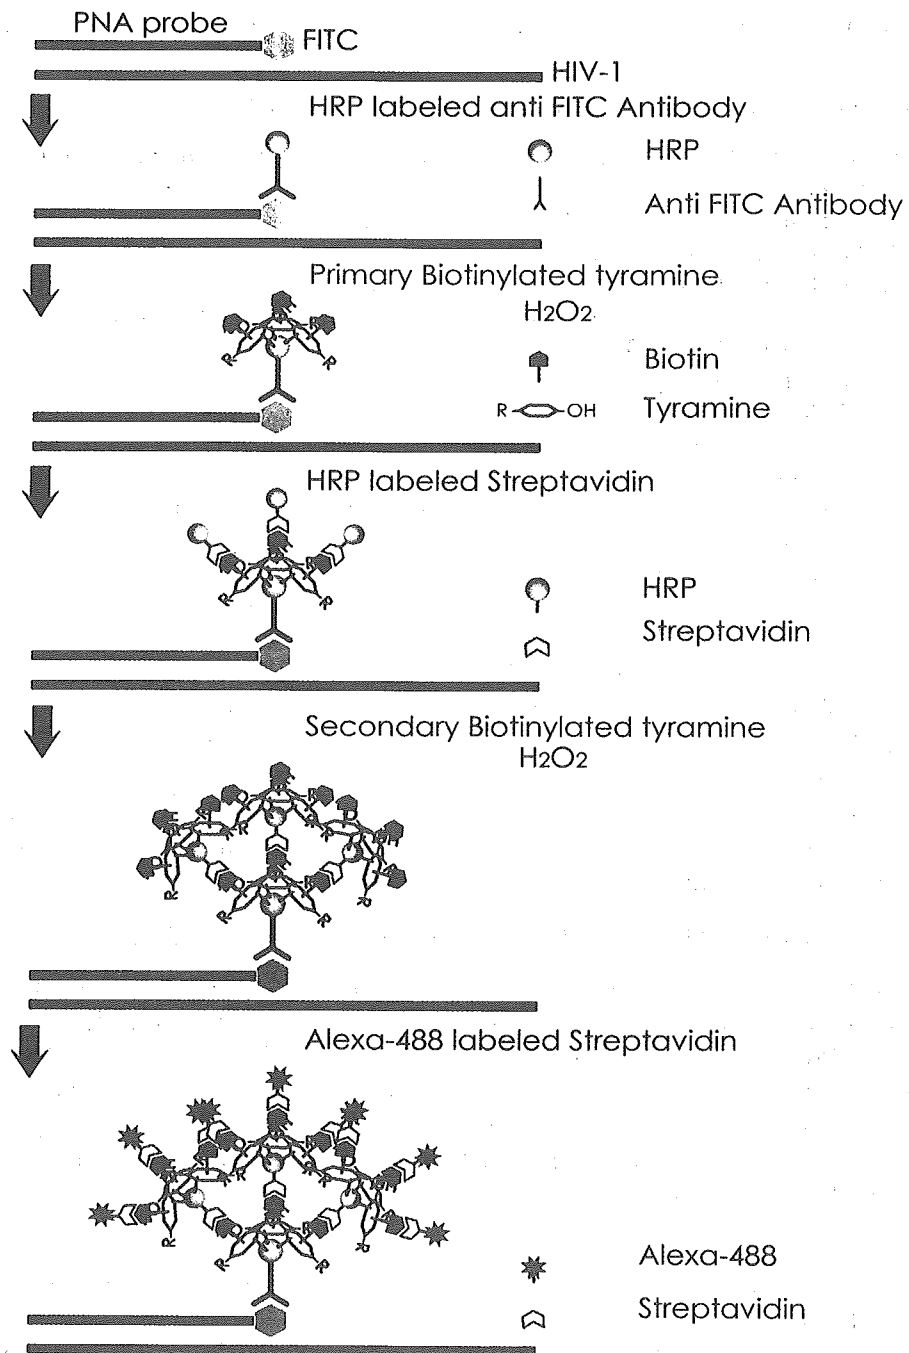 PNA probe
FITC
HIV-1
HRP labeled anti FITC Antibody
HRP
Anti FITC Antibody
Primary Biotinylated tyramine
H2O2
Biotin
R OH Tyramine
R R
HRP labeled Streptavidin
HRP
Streptavidin
R R
Secondary Biotinylated tyramine
H2O2
R R R R R
Alexa-488 labeled Streptavidin
R R R R R
Alexa-488
Streptavidin